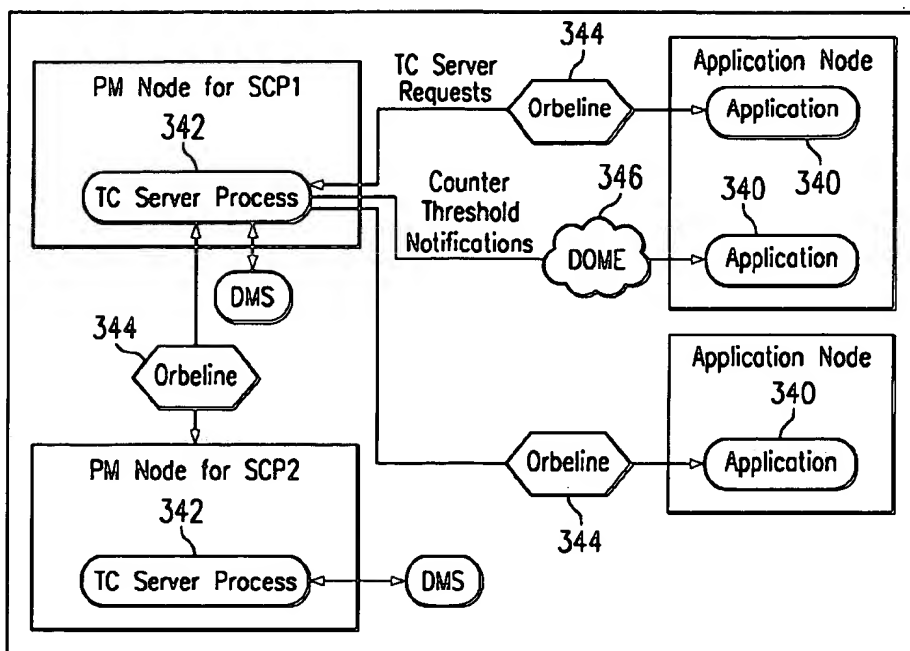 PM Node for SCP1
342
TC Server Process
DMS
TC Server
Requests
344
Orbeline
Counter
Threshold
Notifications
346
DOME
Application Node
Application
340
340
Application
344
Orbeline
PM Node for SCP2
342
TC Server Process
DMS
Orbeline
344
Application Node
340
Application